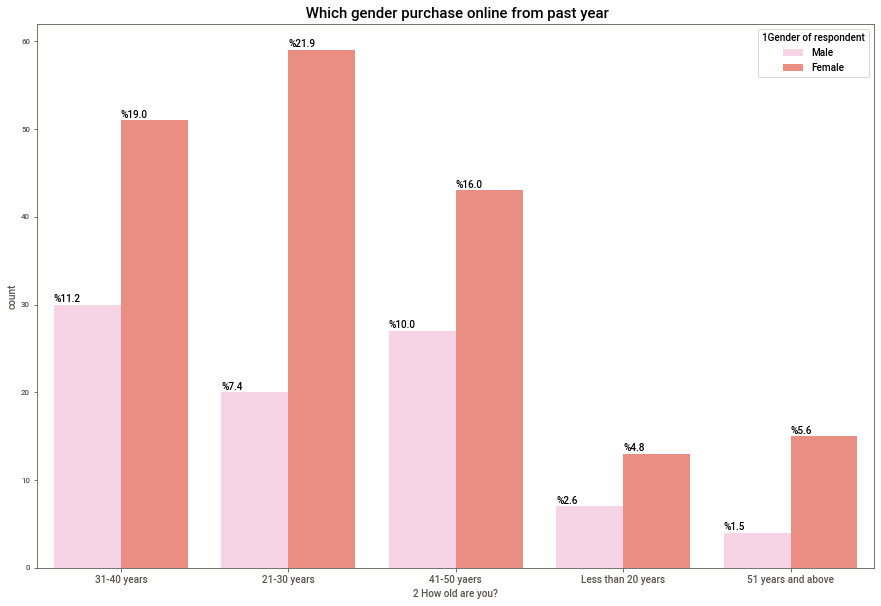 Which gender purchase online from past year
1Gender of respondent
Male
Female
count
60
50
40
30
20
10
0
%11.2
%19.0
%7.4
%21.9
%10.0
%16.0
%2.6
%4.8
%1.5
%5.6
31-40 years
21-30 years
41-50 yaers
Less than 20 years
51 years and above
2 How old are you?